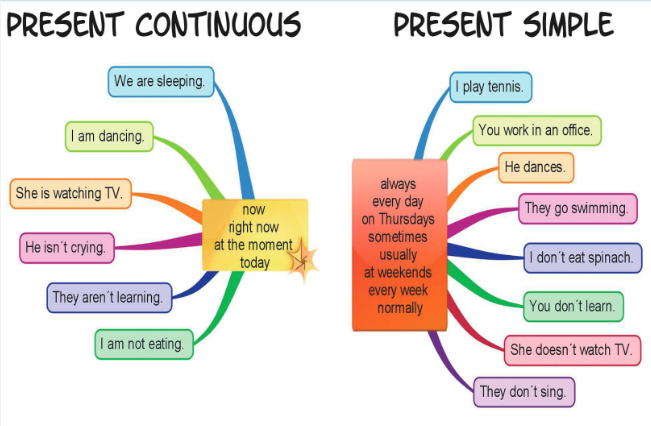 PRESENT CONTINUOUS
We are sleeping.
I am dancing.
She is watching TV.
He isn´t crying.
They aren´t learning.
I am not eating.
now
right now
at the moment
today
PRESENT SIMPLE
I play tennis.
You work in an office.
He dances.
They go swimming.
I don´t eat spinach.
You don´t learn.
She doesn´t watch TV.
They don´t sing.
always
every day
on Thursdays
sometimes
usually
at weekends
every week
normally